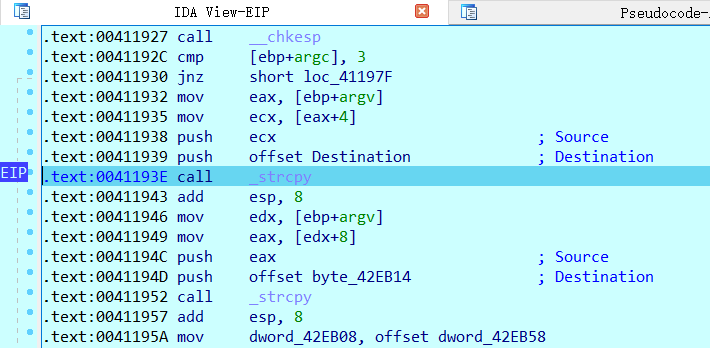 IDA View-EIP
Pseudocode-
.text:00411927 call __chkesp
.text:0041192C cmp [ebp+argc], 3
.text:00411930 jnz short loc_41197F
.text:00411932 mov eax, [ebp+argv]
.text:00411935 mov ecx, [eax+4]
.text:00411938 push ecx ; Source
.text:00411939 push offset Destination ; Destination
EIP .text:0041193E call _strcpy
.text:00411943 add esp, 8
.text:00411946 mov edx, [ebp+argv]
.text:00411949 mov eax, [edx+8]
.text:0041194C push eax ; Source
.text:0041194D push offset byte_42EB14 ; Destination
.text:00411952 call _strcpy
.text:00411957 add esp, 8
.text:0041195A mov dword_42EB08, offset dword_42EB58